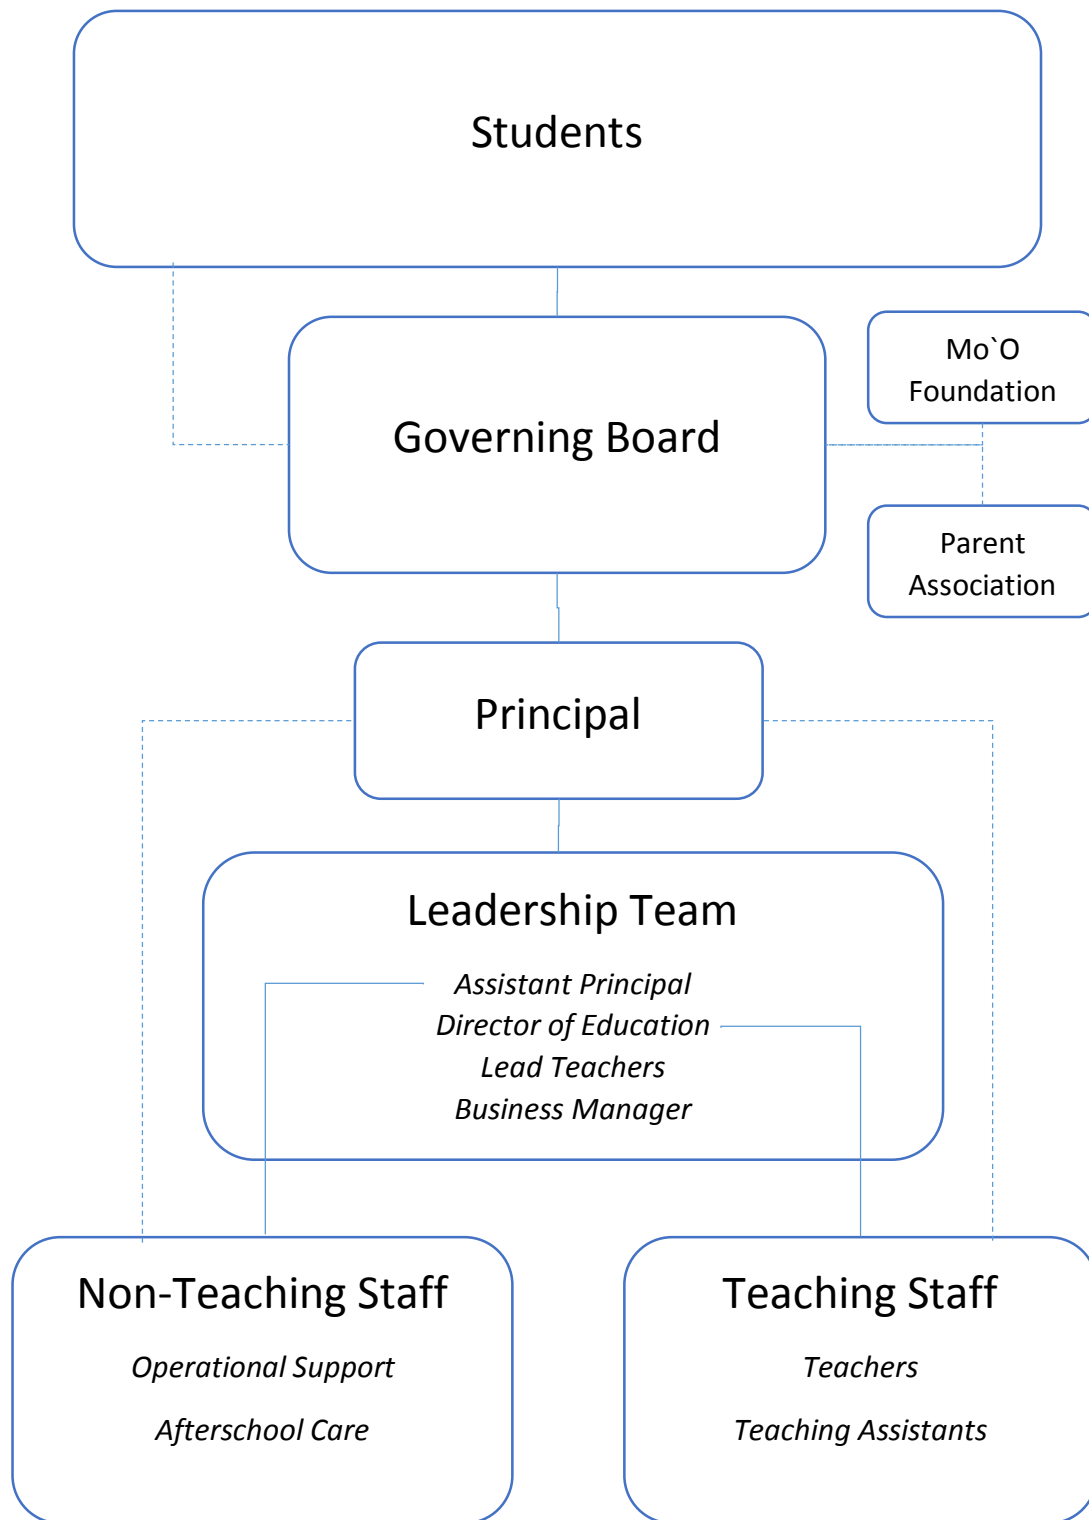 Students
Governing Board
Mo`O
Foundation
Parent
Association
Principal
Leadership Team
Assistant Principal
Director of Education
Lead Teachers
Business Manager
Non-Teaching Staff
Operational Support
Afterschool Care
Teaching Staff
Teachers
Teaching Assistants